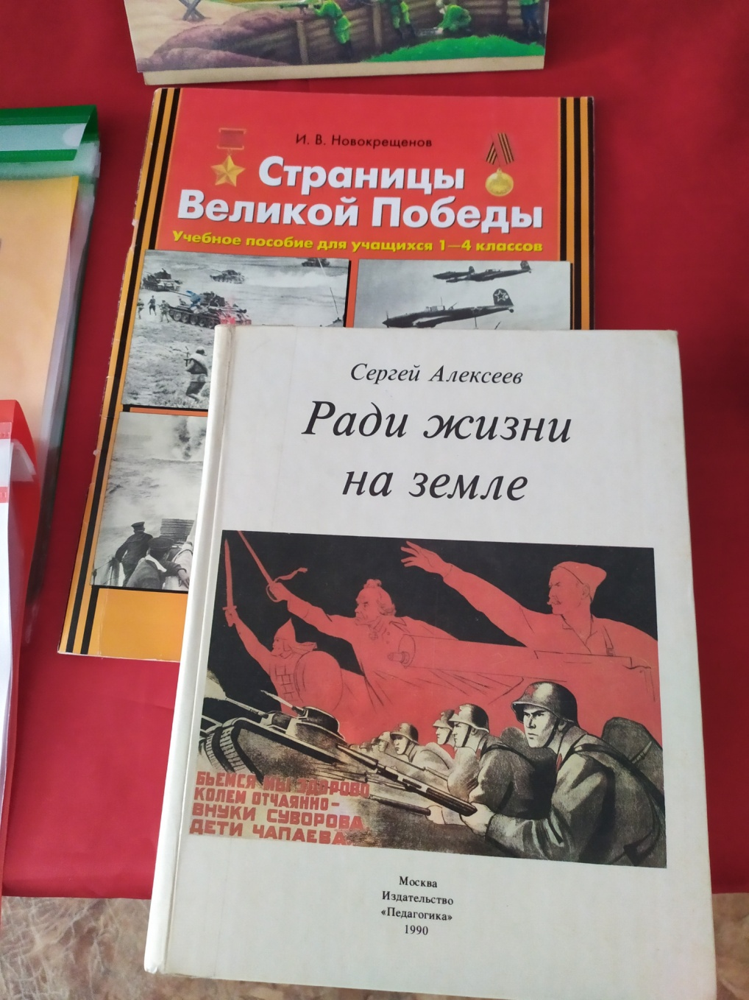 И. В. Новокрещенов
Страницы
Великой Победы
Учебное пособие для учащихся 1—4 классов
Сергей Алексеев
Ради жизни
на земле
БЬЕМСЯ МЫ ЗДОРОВО
КОЛЕМ ОТЧАЯННО-
ВНУКИ СУВОРОВА,
ДЕТИ ЧАПАЕВА.
Москва
Издательство
«Педагогика»
1990